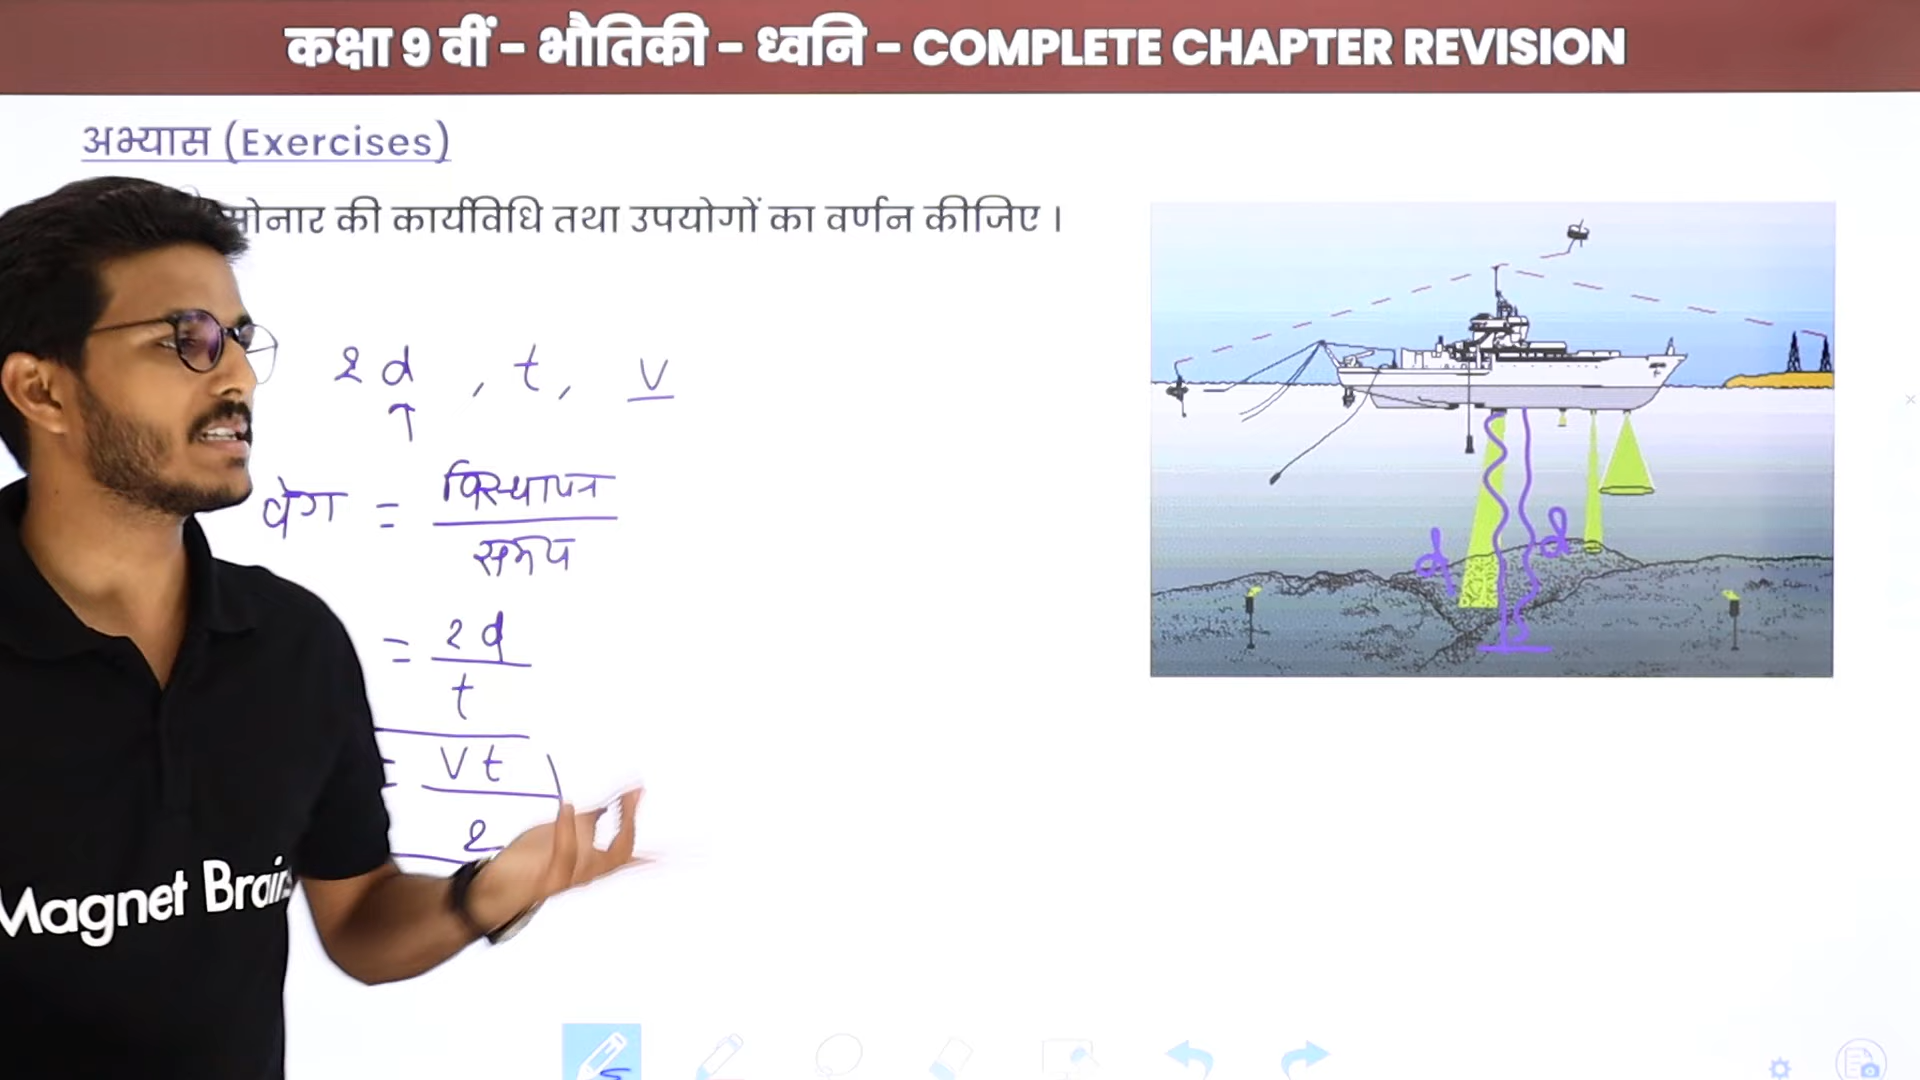 कक्षा 9 वीं - भौतिकी - ध्वनि - COMPLETE CHAPTER REVISION
अभ्यास (Exercises)
सोनार की कार्यविधि तथा उपयोगों का वर्णन कीजिए ।
2d , t, v
वेग = विस्थापन
समय
= 2d
t
= vt
2
d d
Magnet Brains